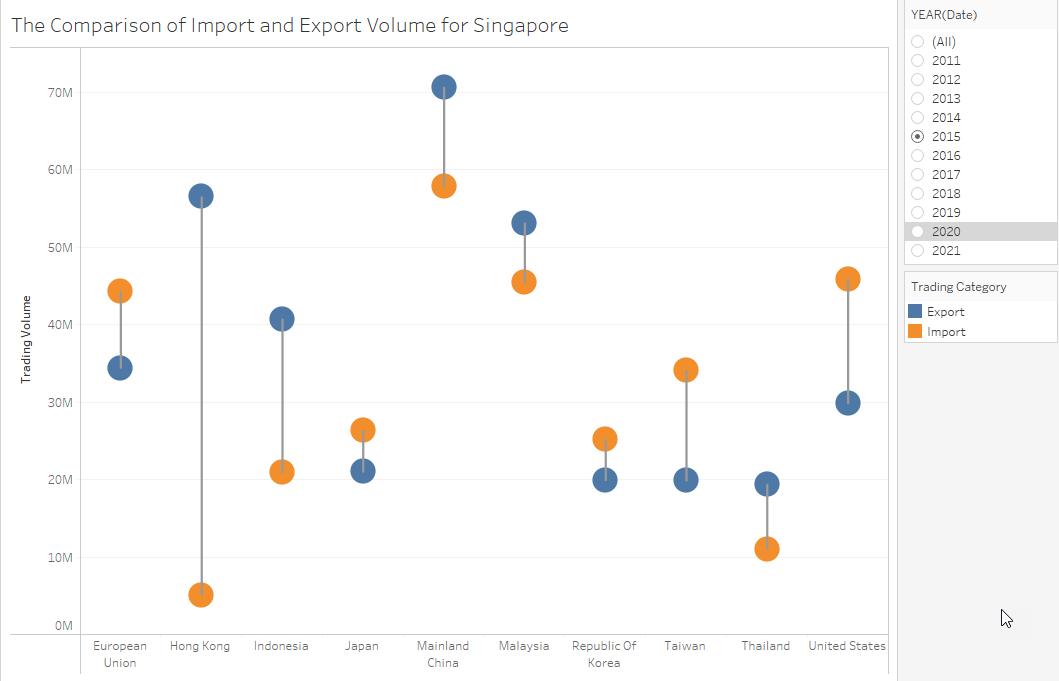 The Comparison of Import and Export Volume for Singapore
Trading Volume
70M
60M
50M
40M
30M
20M
10M
0M
European
Union
Hong Kong
Indonesia
Japan
Mainland
China
Malaysia
Republic Of
Korea
Taiwan
Thailand
United States
YEAR(Date)
(All)
2011
2012
2013
2014
2015
2016
2017
2018
2019
2020
2021
Trading Category
Export
Import